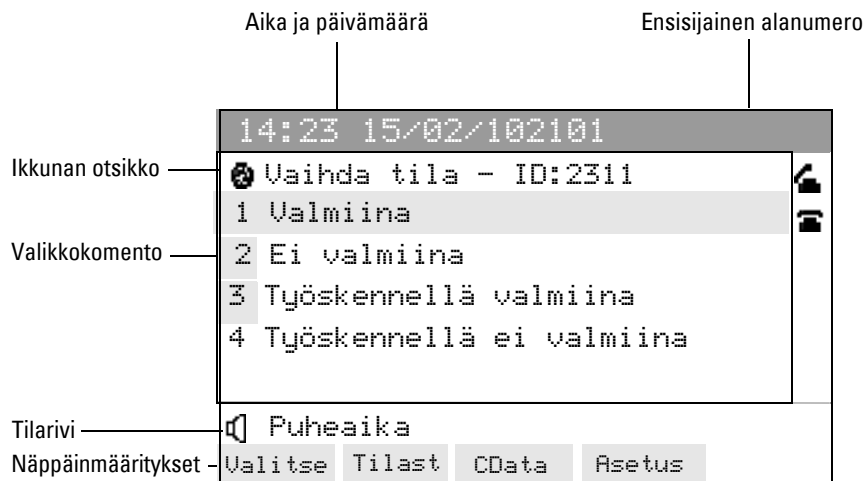 Aika ja päivämäärä
Ensisijainen alanumero
14:23 15/02/102101
Ikkunan otsikko
Vaihda tila - ID:2311
1 Valmiina
Valikkokomento
2 Ei valmiina
3 Työskennellä valmiina
4 Työskennellä ei valmiina
Tilarivi
Puheaika
Näppäinmääritykset
Valitse Tilast CData Asetus